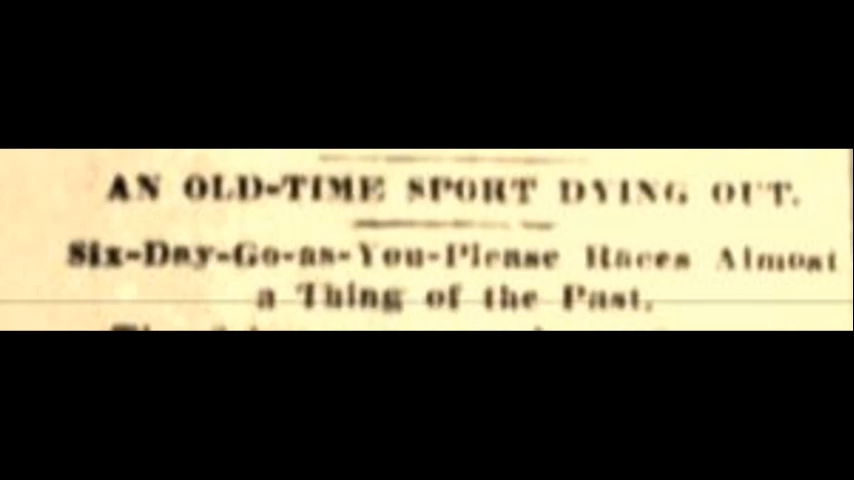 AN OLD-TIME SPORT DYING OUT.
Six-Day-Go-as-You-Please Races Almost
a Thing of the Past.